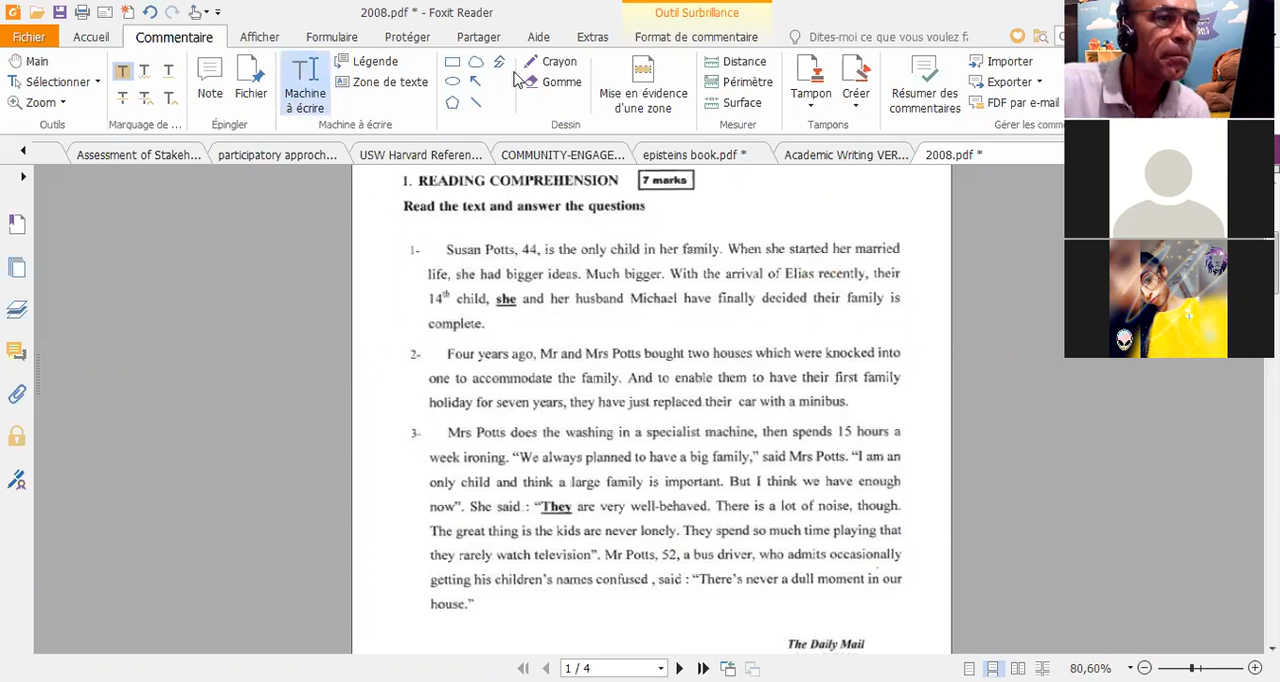 2008.pdf * - Foxit Reader
Outil Surbrillance
Fichier Accueil Commentaire Afficher Formulaire Protéger Partager Aide Extras Format de commentaire Dites-moi ce que vous voulez fi
Main
Sélectionner
Zoom
Outils
Marquage de ...
Note
Fichier
Épingler
Machine à écrire
Légende
Zone de texte
Machine à écrire
Crayon
Gomme
Dessin
Mise en évidence d'une zone
Distance
Périmètre
Surface
Mesurer
Tampon
Créer
Tampons
Résumer des commentaires
Importer
Exporter
FDF par e-mail
Gérer les comm
Assessment of Stakeh... participatory approch... USW Harvard Referen... COMMUNITY-ENGAGE... episteins book.pdf * Academic Writing VER... 2008.pdf *
1. READING COMPREHENSION 7 marks
Read the text and answer the questions
1- Susan Potts, 44, is the only child in her family. When she started her married
life, she had bigger ideas. Much bigger. With the arrival of Elias recently, their
14th child, she and her husband Michael have finally decided their family is
complete.
2- Four years ago, Mr and Mrs Potts bought two houses which were knocked into
one to accommodate the family. And to enable them to have their first family
holiday for seven years, they have just replaced their car with a minibus.
3- Mrs Potts does the washing in a specialist machine, then spends 15 hours a
week ironing. “We always planned to have a big family,” said Mrs Potts. “I am an
only child and think a large family is important. But I think we have enough
now”. She said : “They are very well-behaved. There is a lot of noise, though.
The great thing is the kids are never lonely. They spend so much time playing that
they rarely watch television”. Mr Potts, 52, a bus driver, who admits occasionally
getting his children’s names confused , said : “There’s never a dull moment in our
house.”
The Daily Mail
1 / 4
80,60%